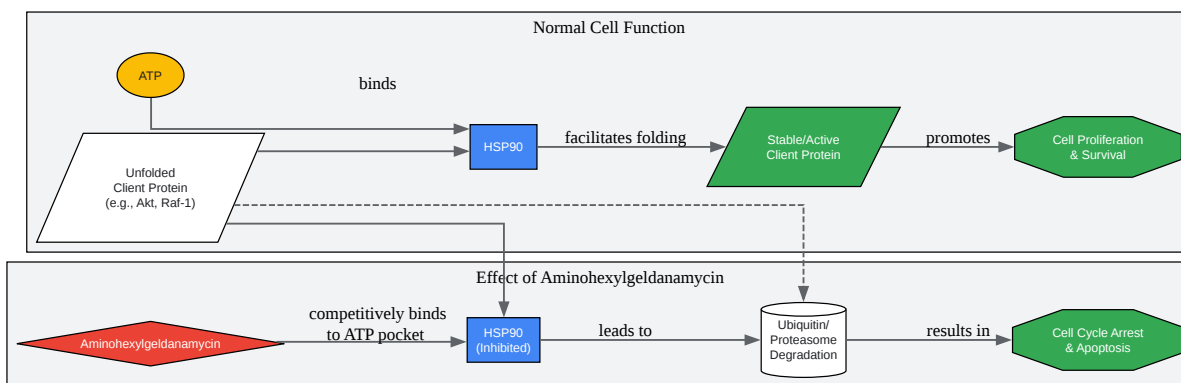 Normal Cell Function
ATP
binds
HSP90
facilitates folding
Stable/Active
Client Protein
promotes
Cell Proliferation
& Survival
Unfolded
Client Protein
(e.g., Akt, Raf-1)
Effect of Aminohexylgeldanamycin
Aminohexylgeldanamycin
competitively binds
to ATP pocket
HSP90
(Inhibited)
leads to
Ubiquitin/
Proteasome
Degradation
results in
Cell Cycle Arrest
& Apoptosis